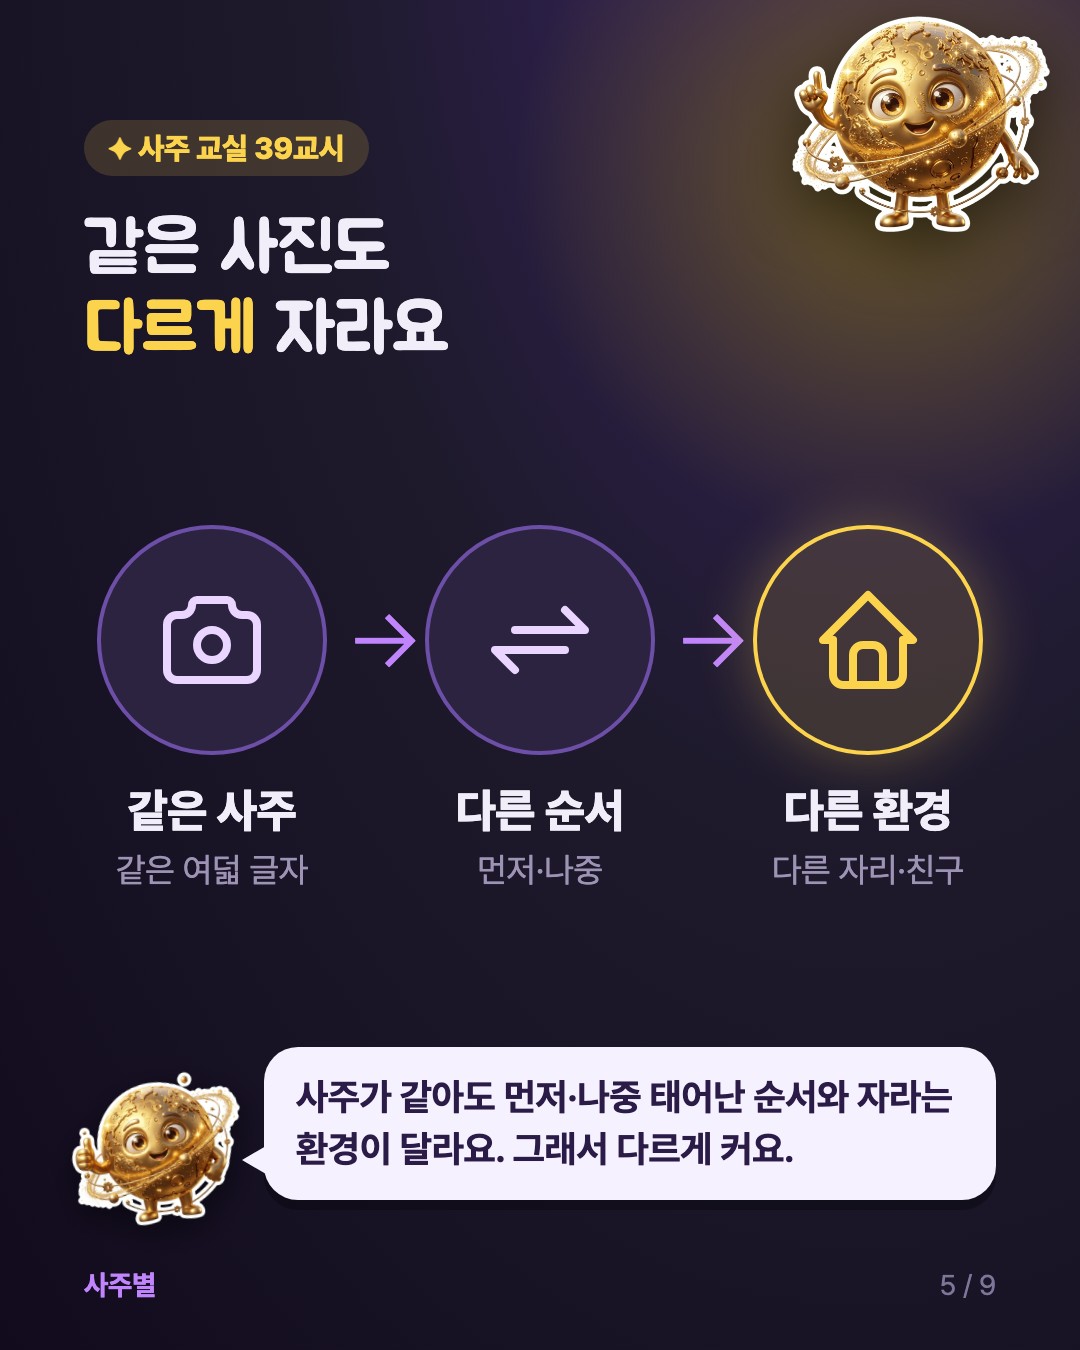 사주 교실 39교시
같은 사진도
다르게 자라요
같은 사주
같은 여덟 글자
다른 순서
먼저·나중
다른 환경
다른 자리·친구
사주가 같아도 먼저·나중 태어난 순서와 자라는
환경이 달라요. 그래서 다르게 커요.
사주별
5 / 9